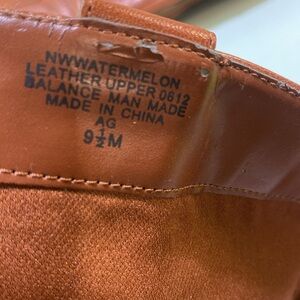 NWWATERMELON
LEATHER UPPER 0612
BALANCE MAN MADE
MADE IN CHINA
AG
9½M